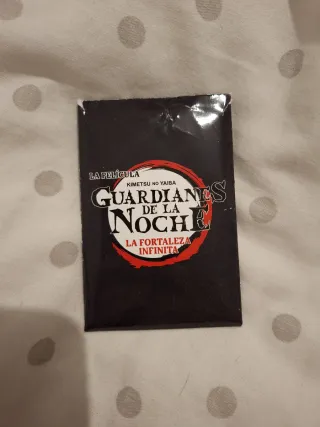 LA PELÍCULA
KIMETSU NO YAIBA
GUARDIANES
DE LA
NOCHE
LA FORTALEZA
INFINITA